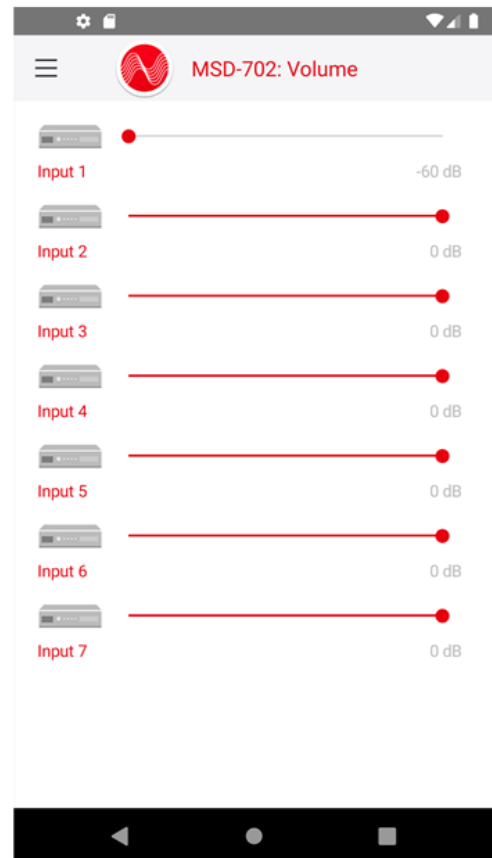 MSD-702: Volume
Input 1 -60 dB
Input 2 0 dB
Input 3 0 dB
Input 4 0 dB
Input 5 0 dB
Input 6 0 dB
Input 7 0 dB